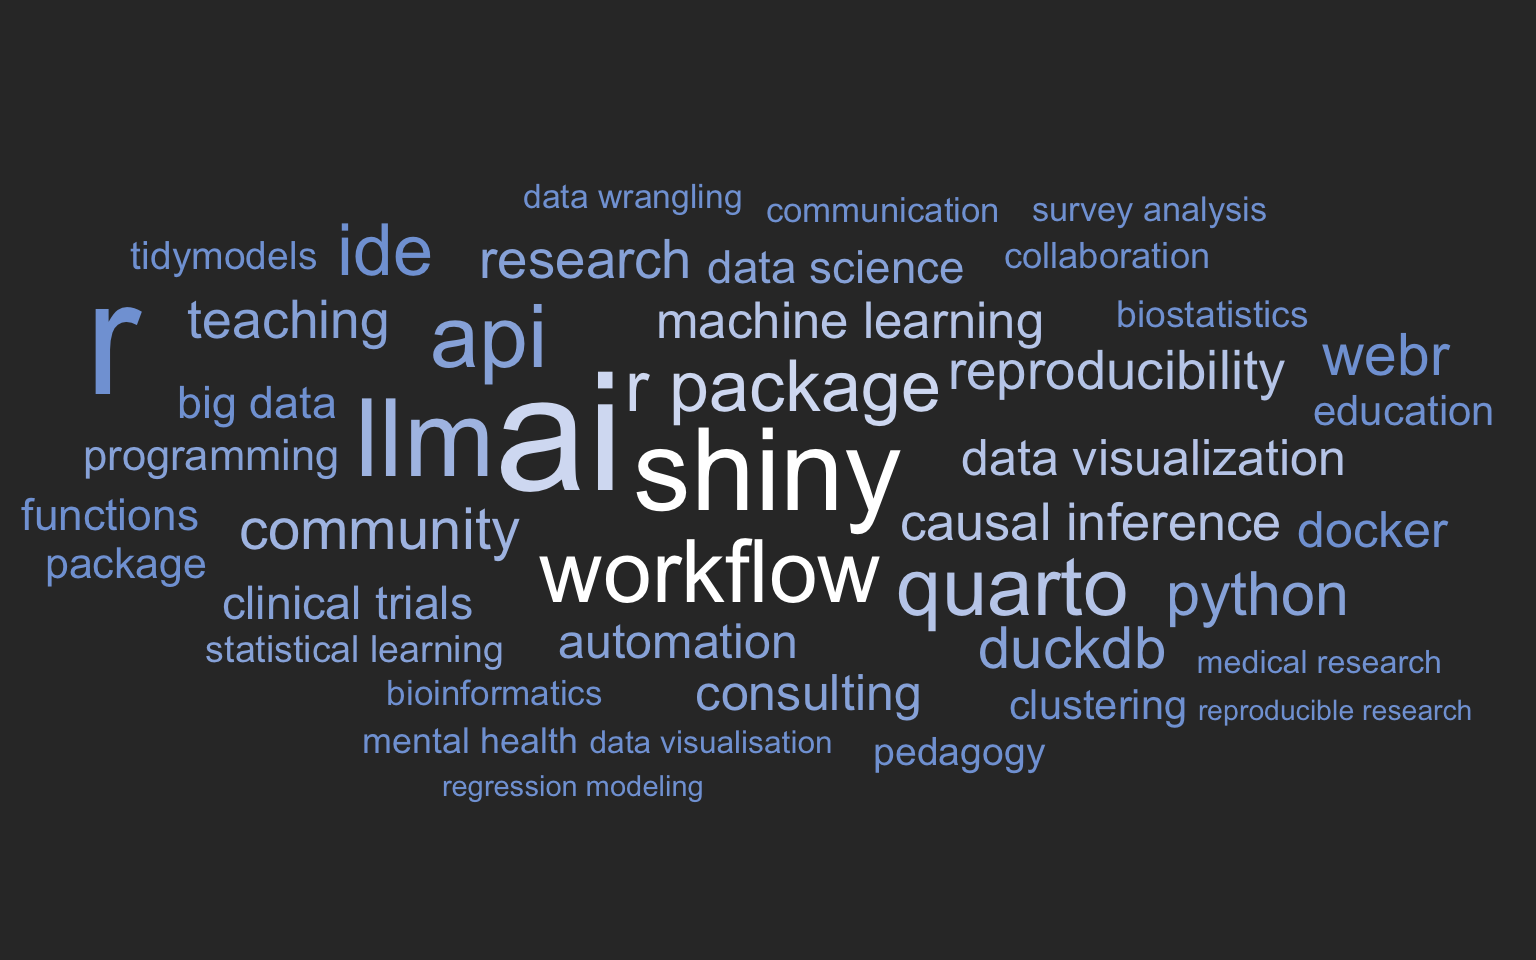 data wrangling
communication
survey analysis
tidymodels
ide
research
data science
collaboration
r
teaching
api
machine learning
biostatistics
webr
big data
llm
ai
r package
reproducibility
education
programming
shiny
data visualization
functions
community
causal inference
docker
package
workflow
quarto
python
clinical trials
statistical learning
automation
duckdb
medical research
bioinformatics
consulting
clustering
reproducible research
mental health
data visualisation
pedagogy
regression modeling